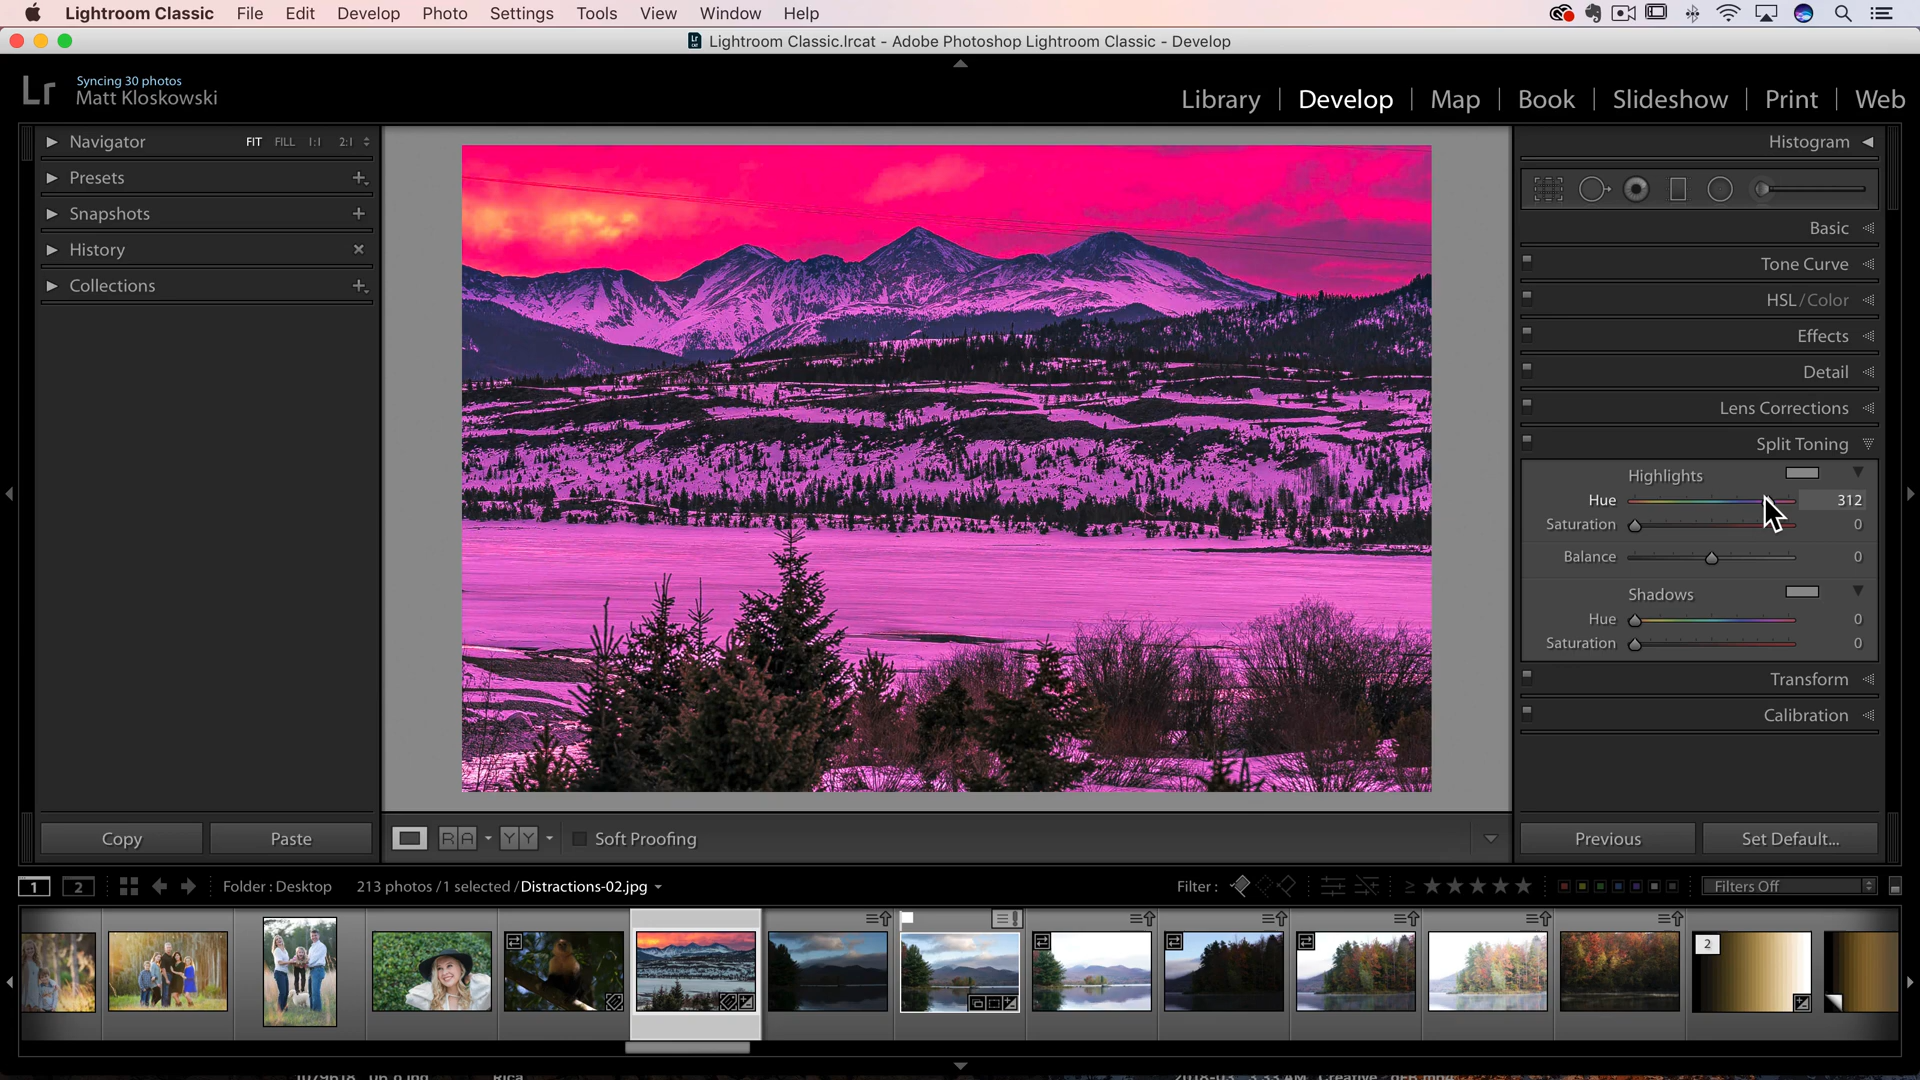 Lightroom Classic File Edit Develop Photo Settings Tools View Window Help
Lightroom Classic.lrcat - Adobe Photoshop Lightroom Classic - Develop
Lr
Syncing 30 photos
Matt Kloskowski
Library | Develop | Map | Book | Slideshow | Print | Web
Navigator FIT FILL 1:1 2:1
Histogram
Presets
Snapshots
History
Collections
Basic
Tone Curve
HSL / Color
Effects
Detail
Lens Corrections
Split Toning
Highlights
Hue 312
Saturation 0
Balance 0
Shadows
Hue 0
Saturation 0
Transform
Calibration
Copy Paste
R A Y Y Soft Proofing
Previous Set Default...
1 2 Folder : Desktop 213 photos / 1 selected / Distractions-02.jpg Filter : ≥ Filters Off
2